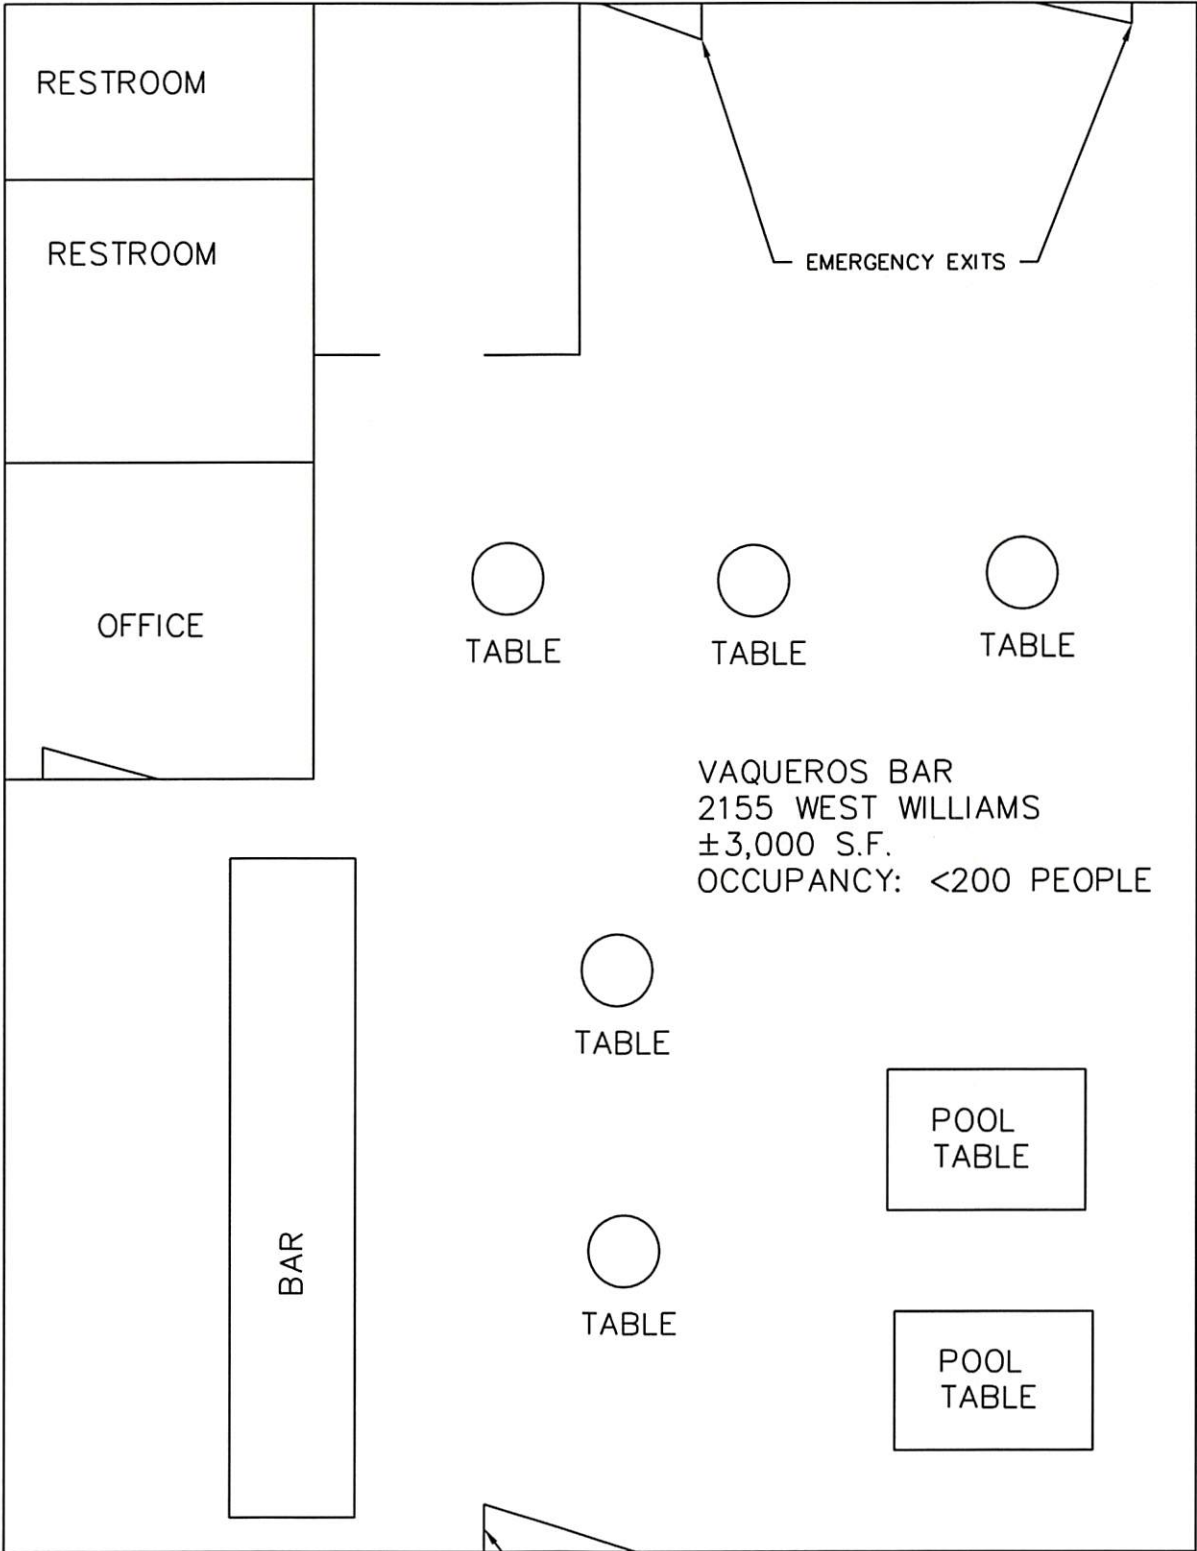 RESTROOM
RESTROOM
EMERGENCY EXITS
OFFICE
TABLE
TABLE
TABLE
VAQUEROS BAR
2155 WEST WILLIAMS
±3,000 S.F.
OCCUPANCY: <200 PEOPLE
TABLE
POOL
TABLE
BAR
TABLE
POOL
TABLE